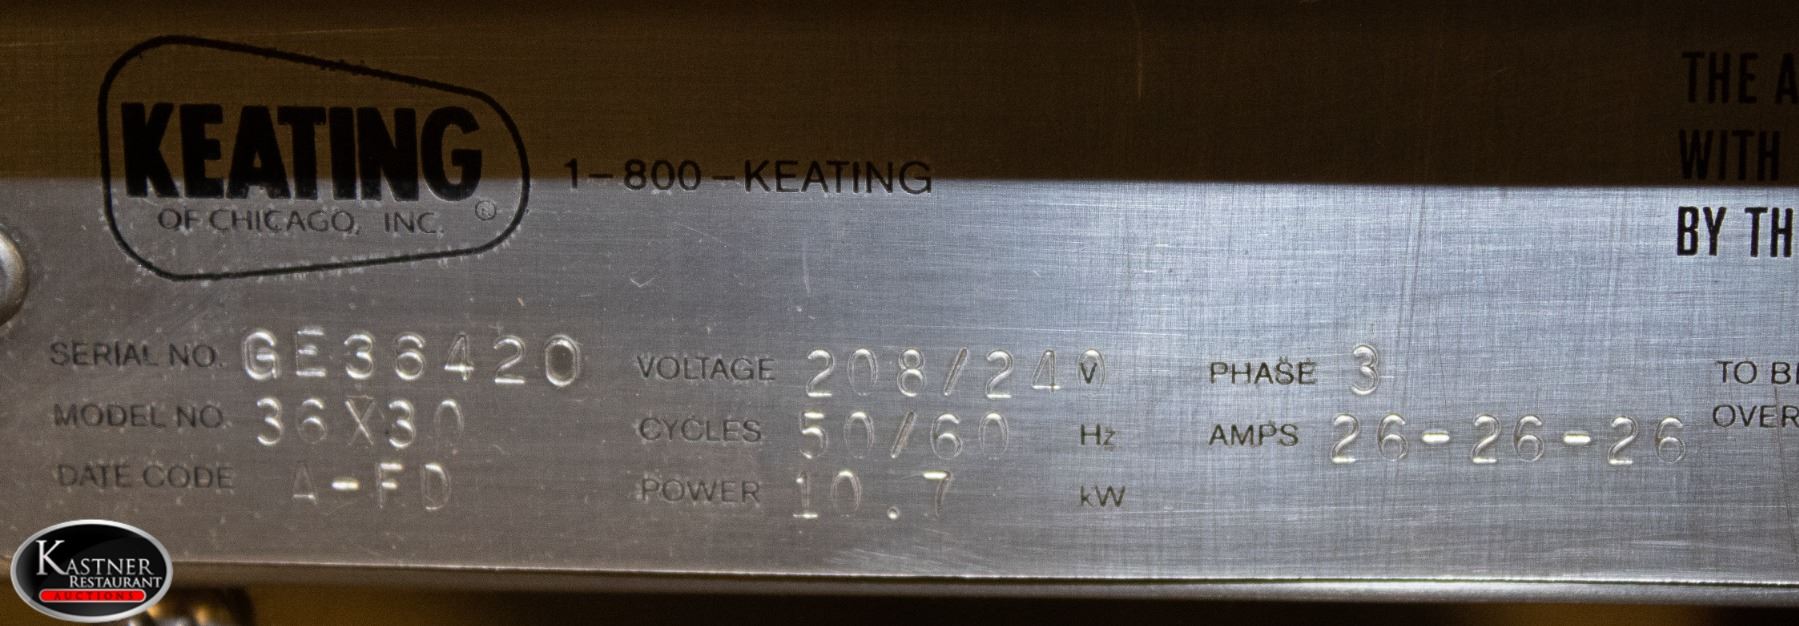 KEATING®
OF CHICAGO, INC.
1-800-KEATING
THE A
WITH
BY TH
SERIAL NO. GE36420
VOLTAGE 208/240 V
PHASE 3
TO BE
OVER
MODEL NO. 36X30
CYCLES 50/60 Hz
AMPS 26-26-26
DATE CODE A-FD
POWER 10.7 kW
KASTNER
RESTAURANT
AUCTIONS